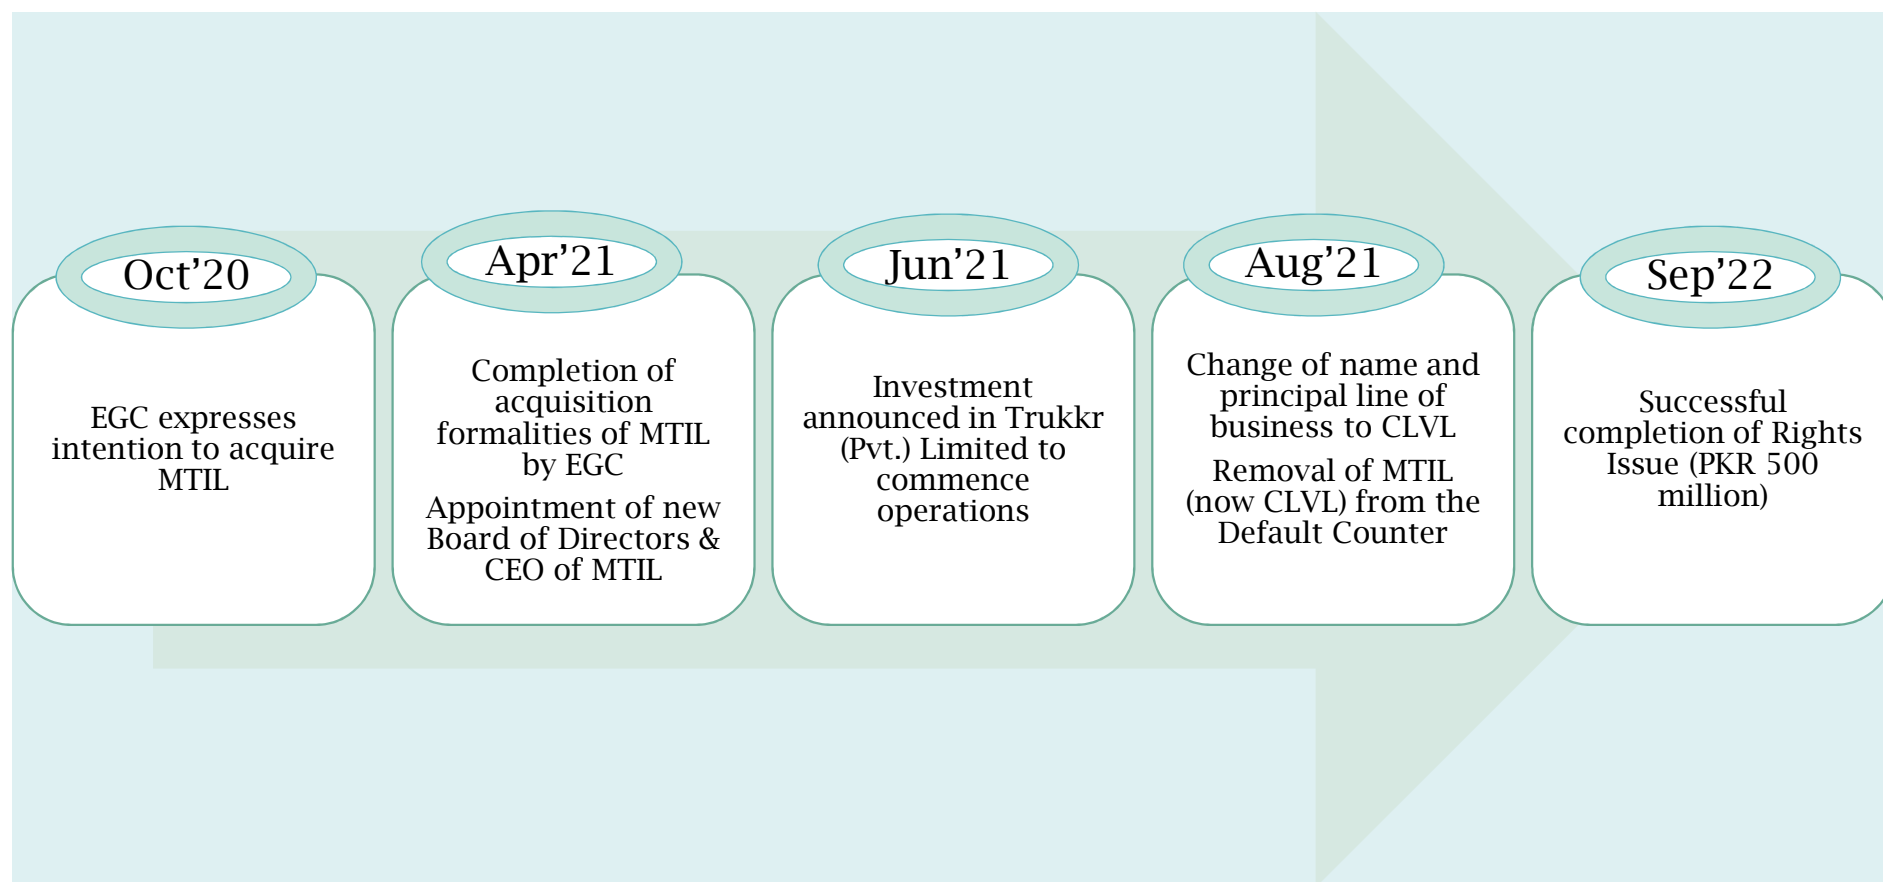 Oct’20
EGC expresses
intention to acquire
MTIL
Apr’21
Completion of
acquisition
formalities of MTIL
by EGC
Appointment of new
Board of Directors &
CEO of MTIL
Jun’21
Investment
announced in Trukkr
(Pvt.) Limited to
commence
operations
Aug’21
Change of name and
principal line of
business to CLVL
Removal of MTIL
(now CLVL) from the
Default Counter
Sep’22
Successful
completion of Rights
Issue (PKR 500
million)